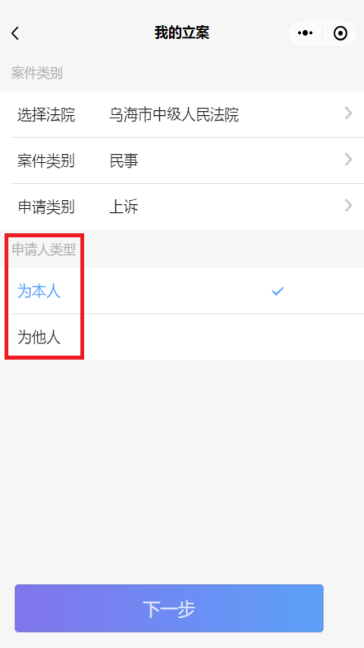 我的立案
案件类别
选择法院 乌海市中级人民法院
案件类别 民事
申请类别 上诉
申请人类型
为本人
为他人
下一步